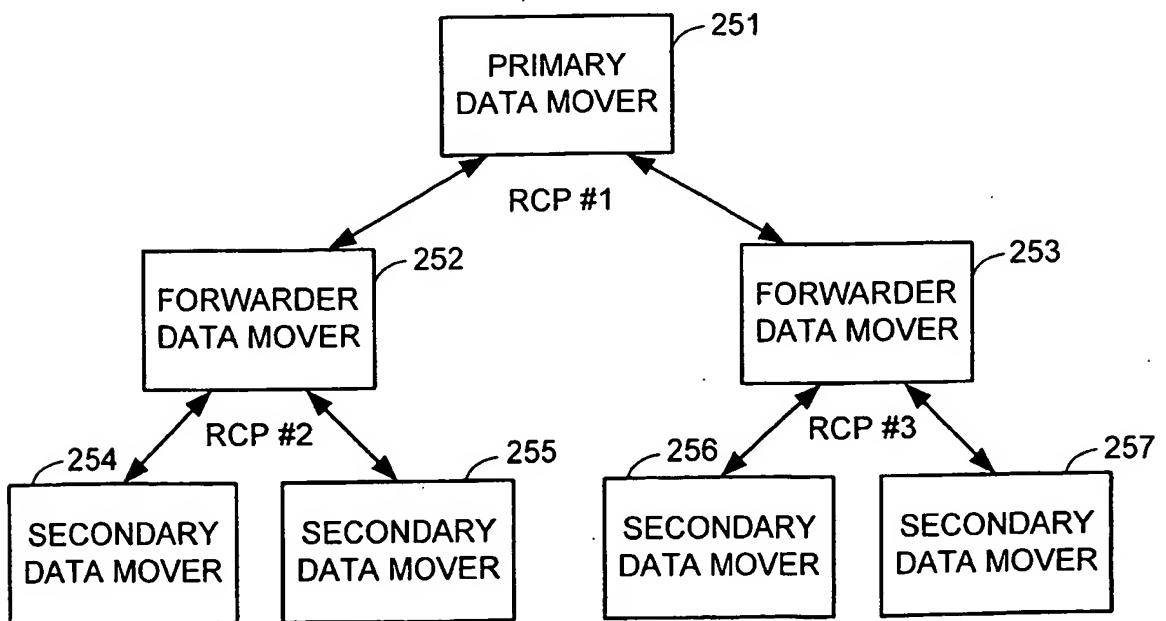 251
PRIMARY
DATA MOVER
RCP #1
252
FORWARDER
DATA MOVER
253
FORWARDER
DATA MOVER
RCP #2
RCP #3
254
SECONDARY
DATA MOVER
255
SECONDARY
DATA MOVER
256
SECONDARY
DATA MOVER
257
SECONDARY
DATA MOVER